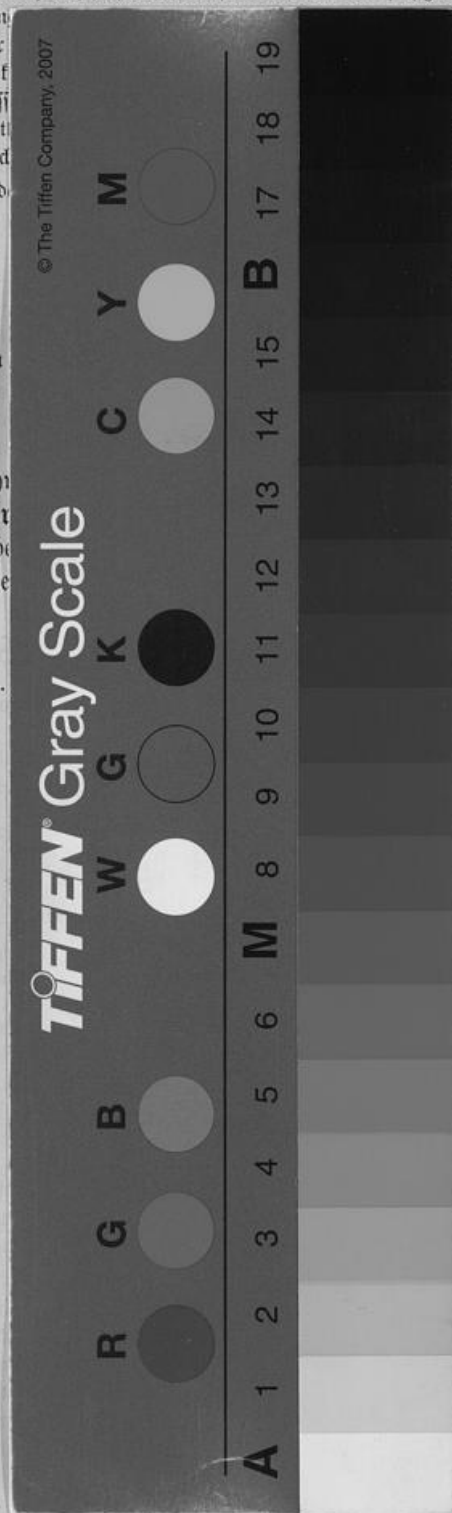 © The Tiffen Company, 2007
TIFFEN® Gray Scale
R G B W G K C Y M
A 1 2 3 4 5 6 M 8 9 10 11 12 13 14 15 B 17 18 19